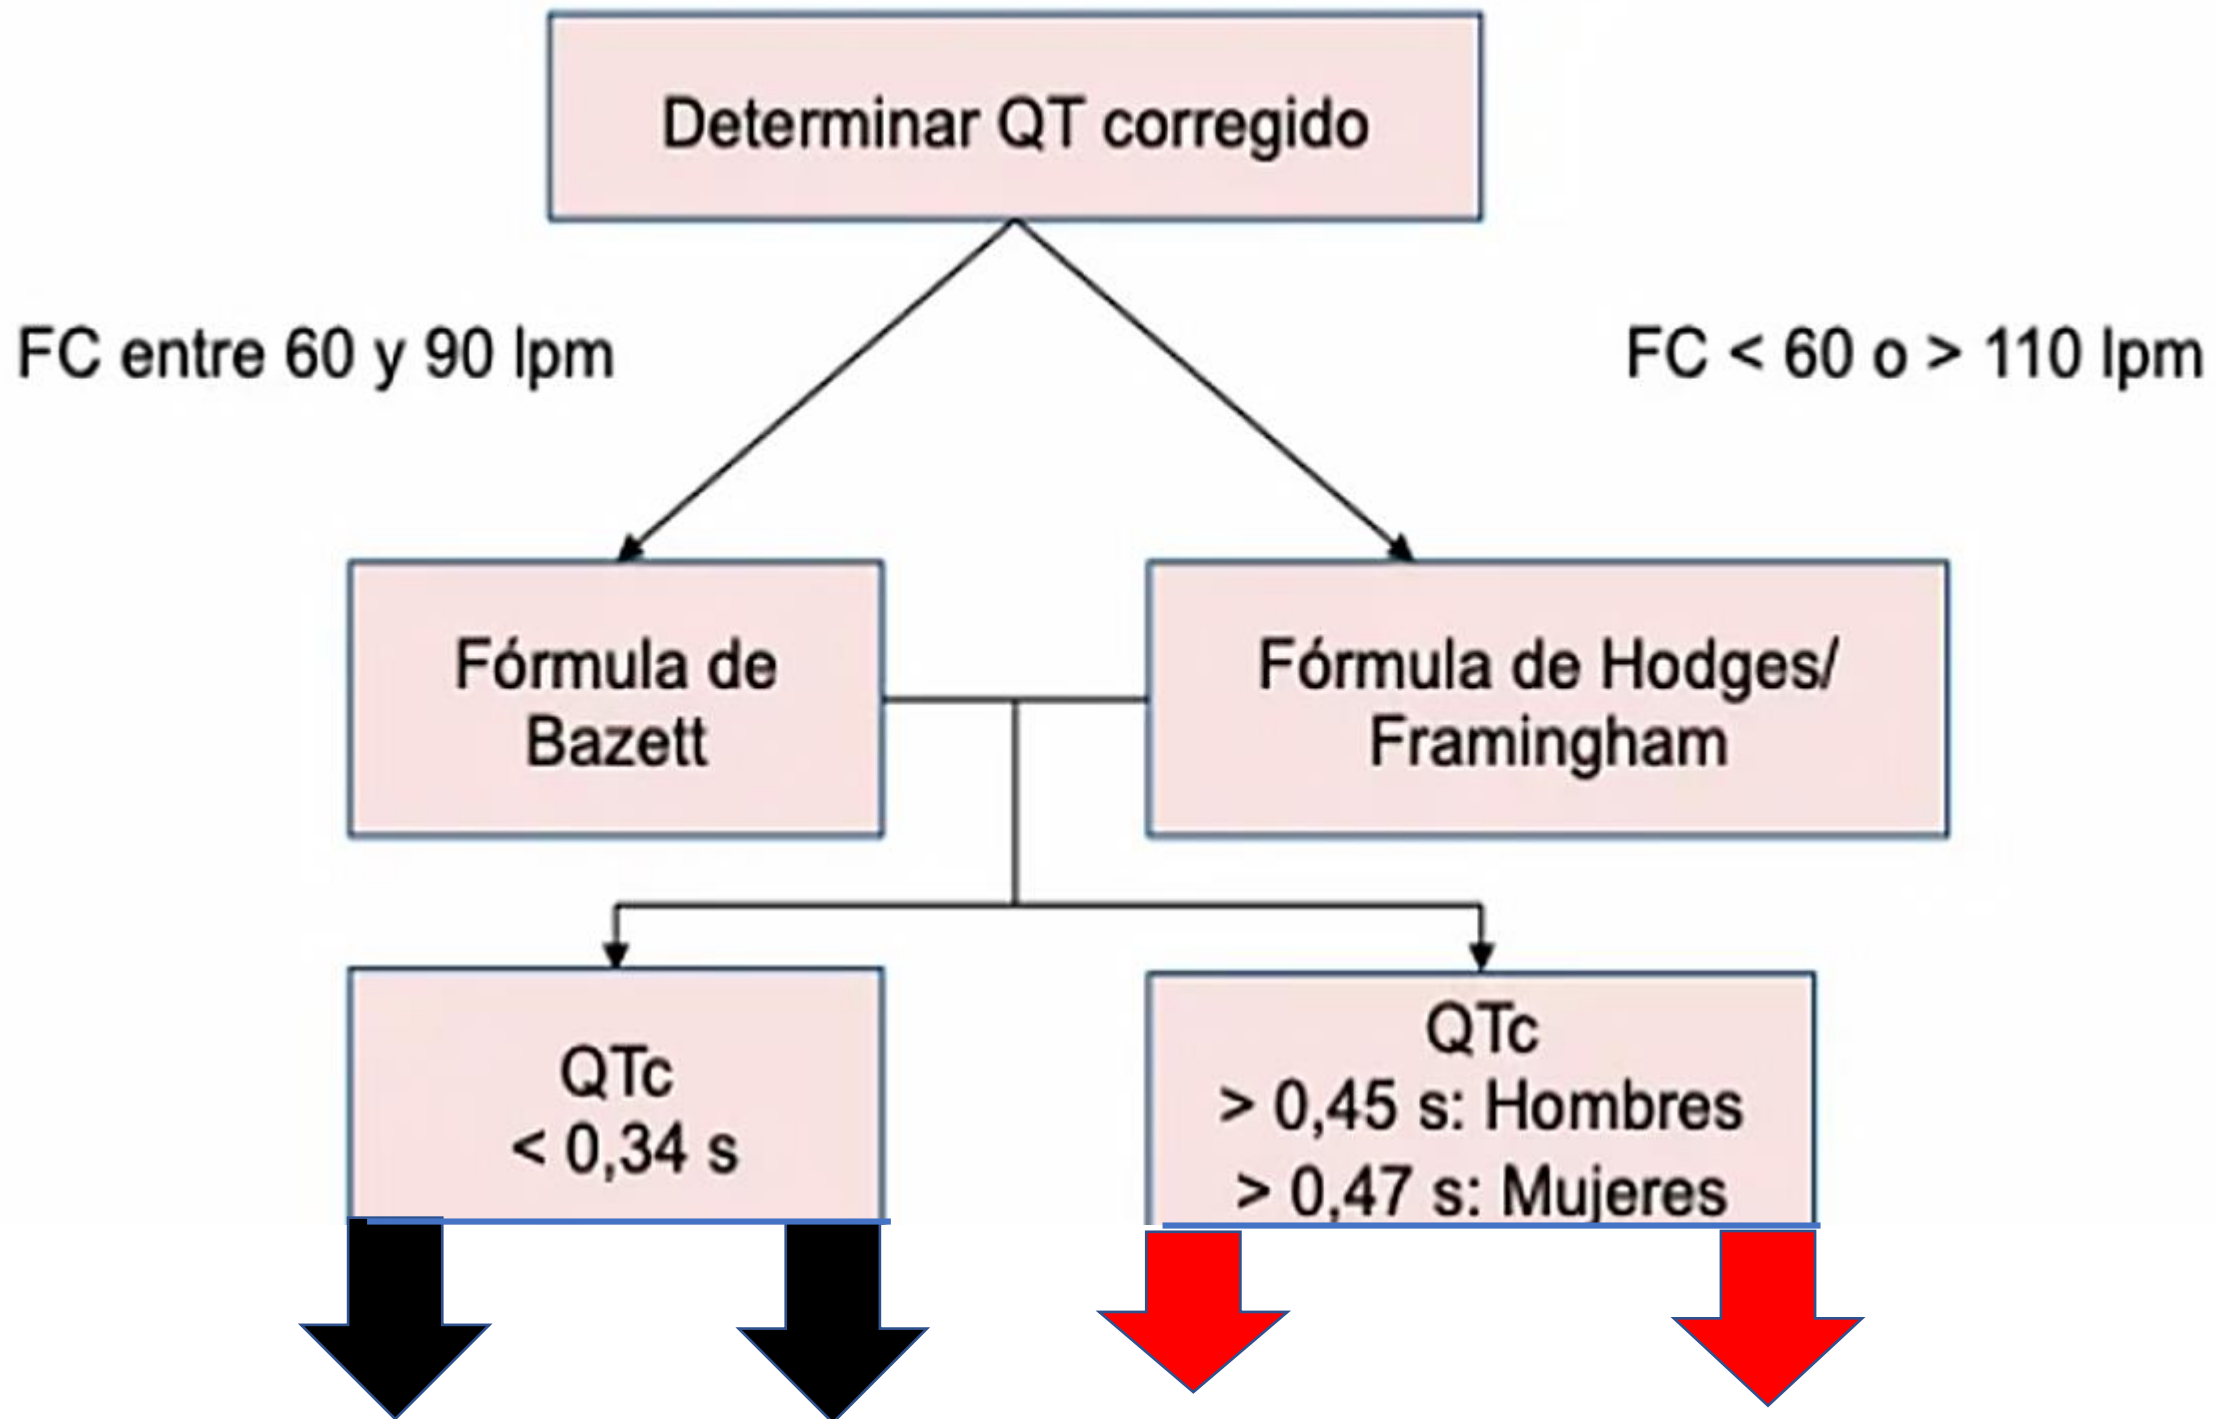 Determinar QT corregido
FC entre 60 y 90 lpm
FC < 60 o > 110 lpm
Fórmula de
Bazett
Fórmula de Hodges/
Framingham
QTc
< 0,34 s
QTc
> 0,45 s: Hombres
> 0,47 s: Mujeres